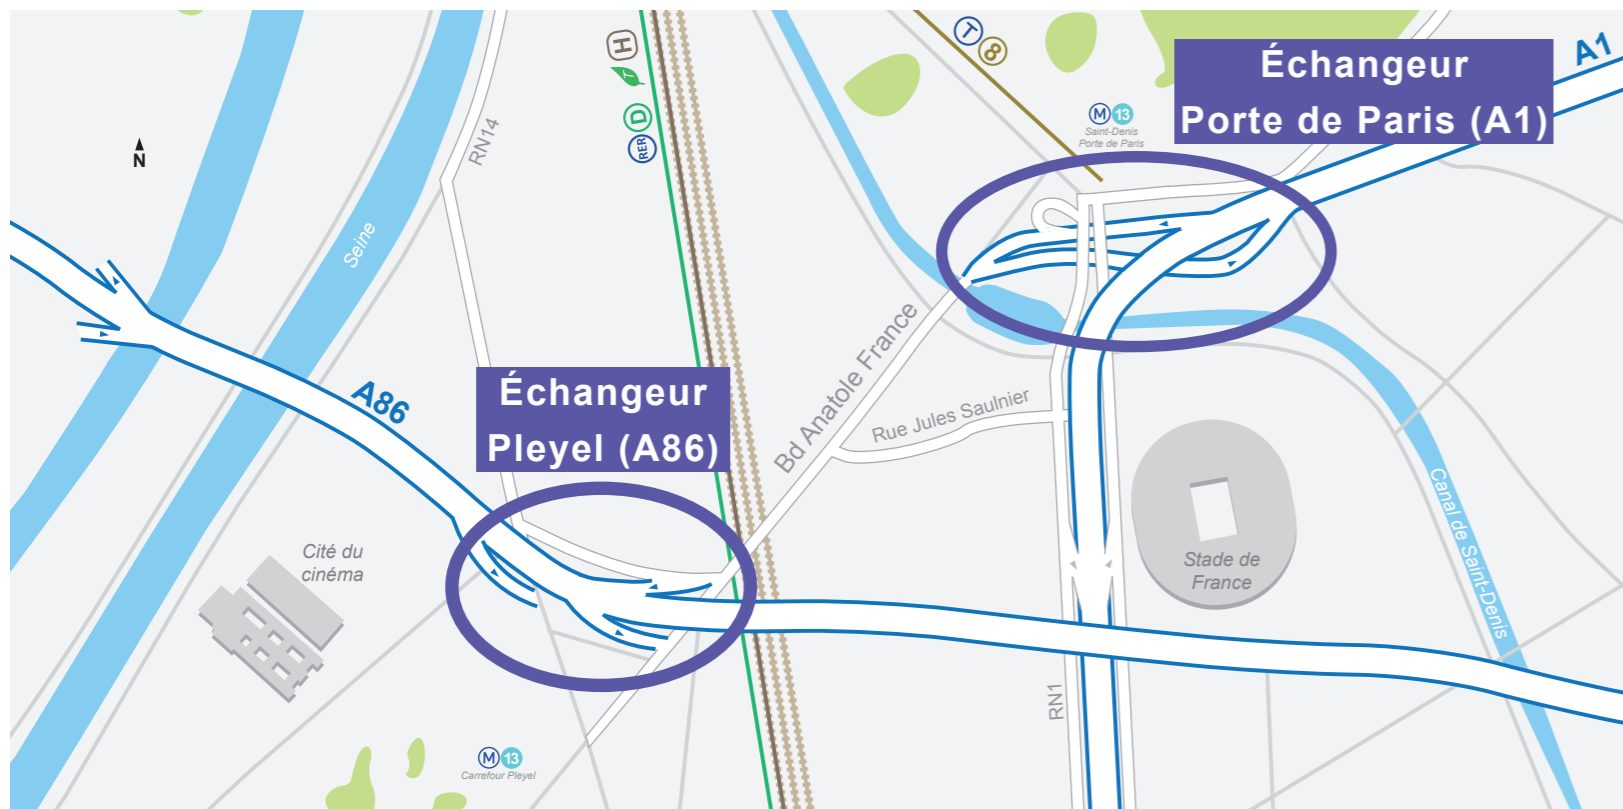 H
T
8
Échangeur
Porte de Paris (A1)
A1
D
RER
M 13
Saint-Denis
Porte de Paris
N
RN14
Seine
A86
Échangeur
Pleyel (A86)
Bd Anatole France
Rue Jules Saulnier
Cité du
cinéma
Stade de
France
Canal de Saint-Denis
RN1
M 13
Carrefour Pleyel